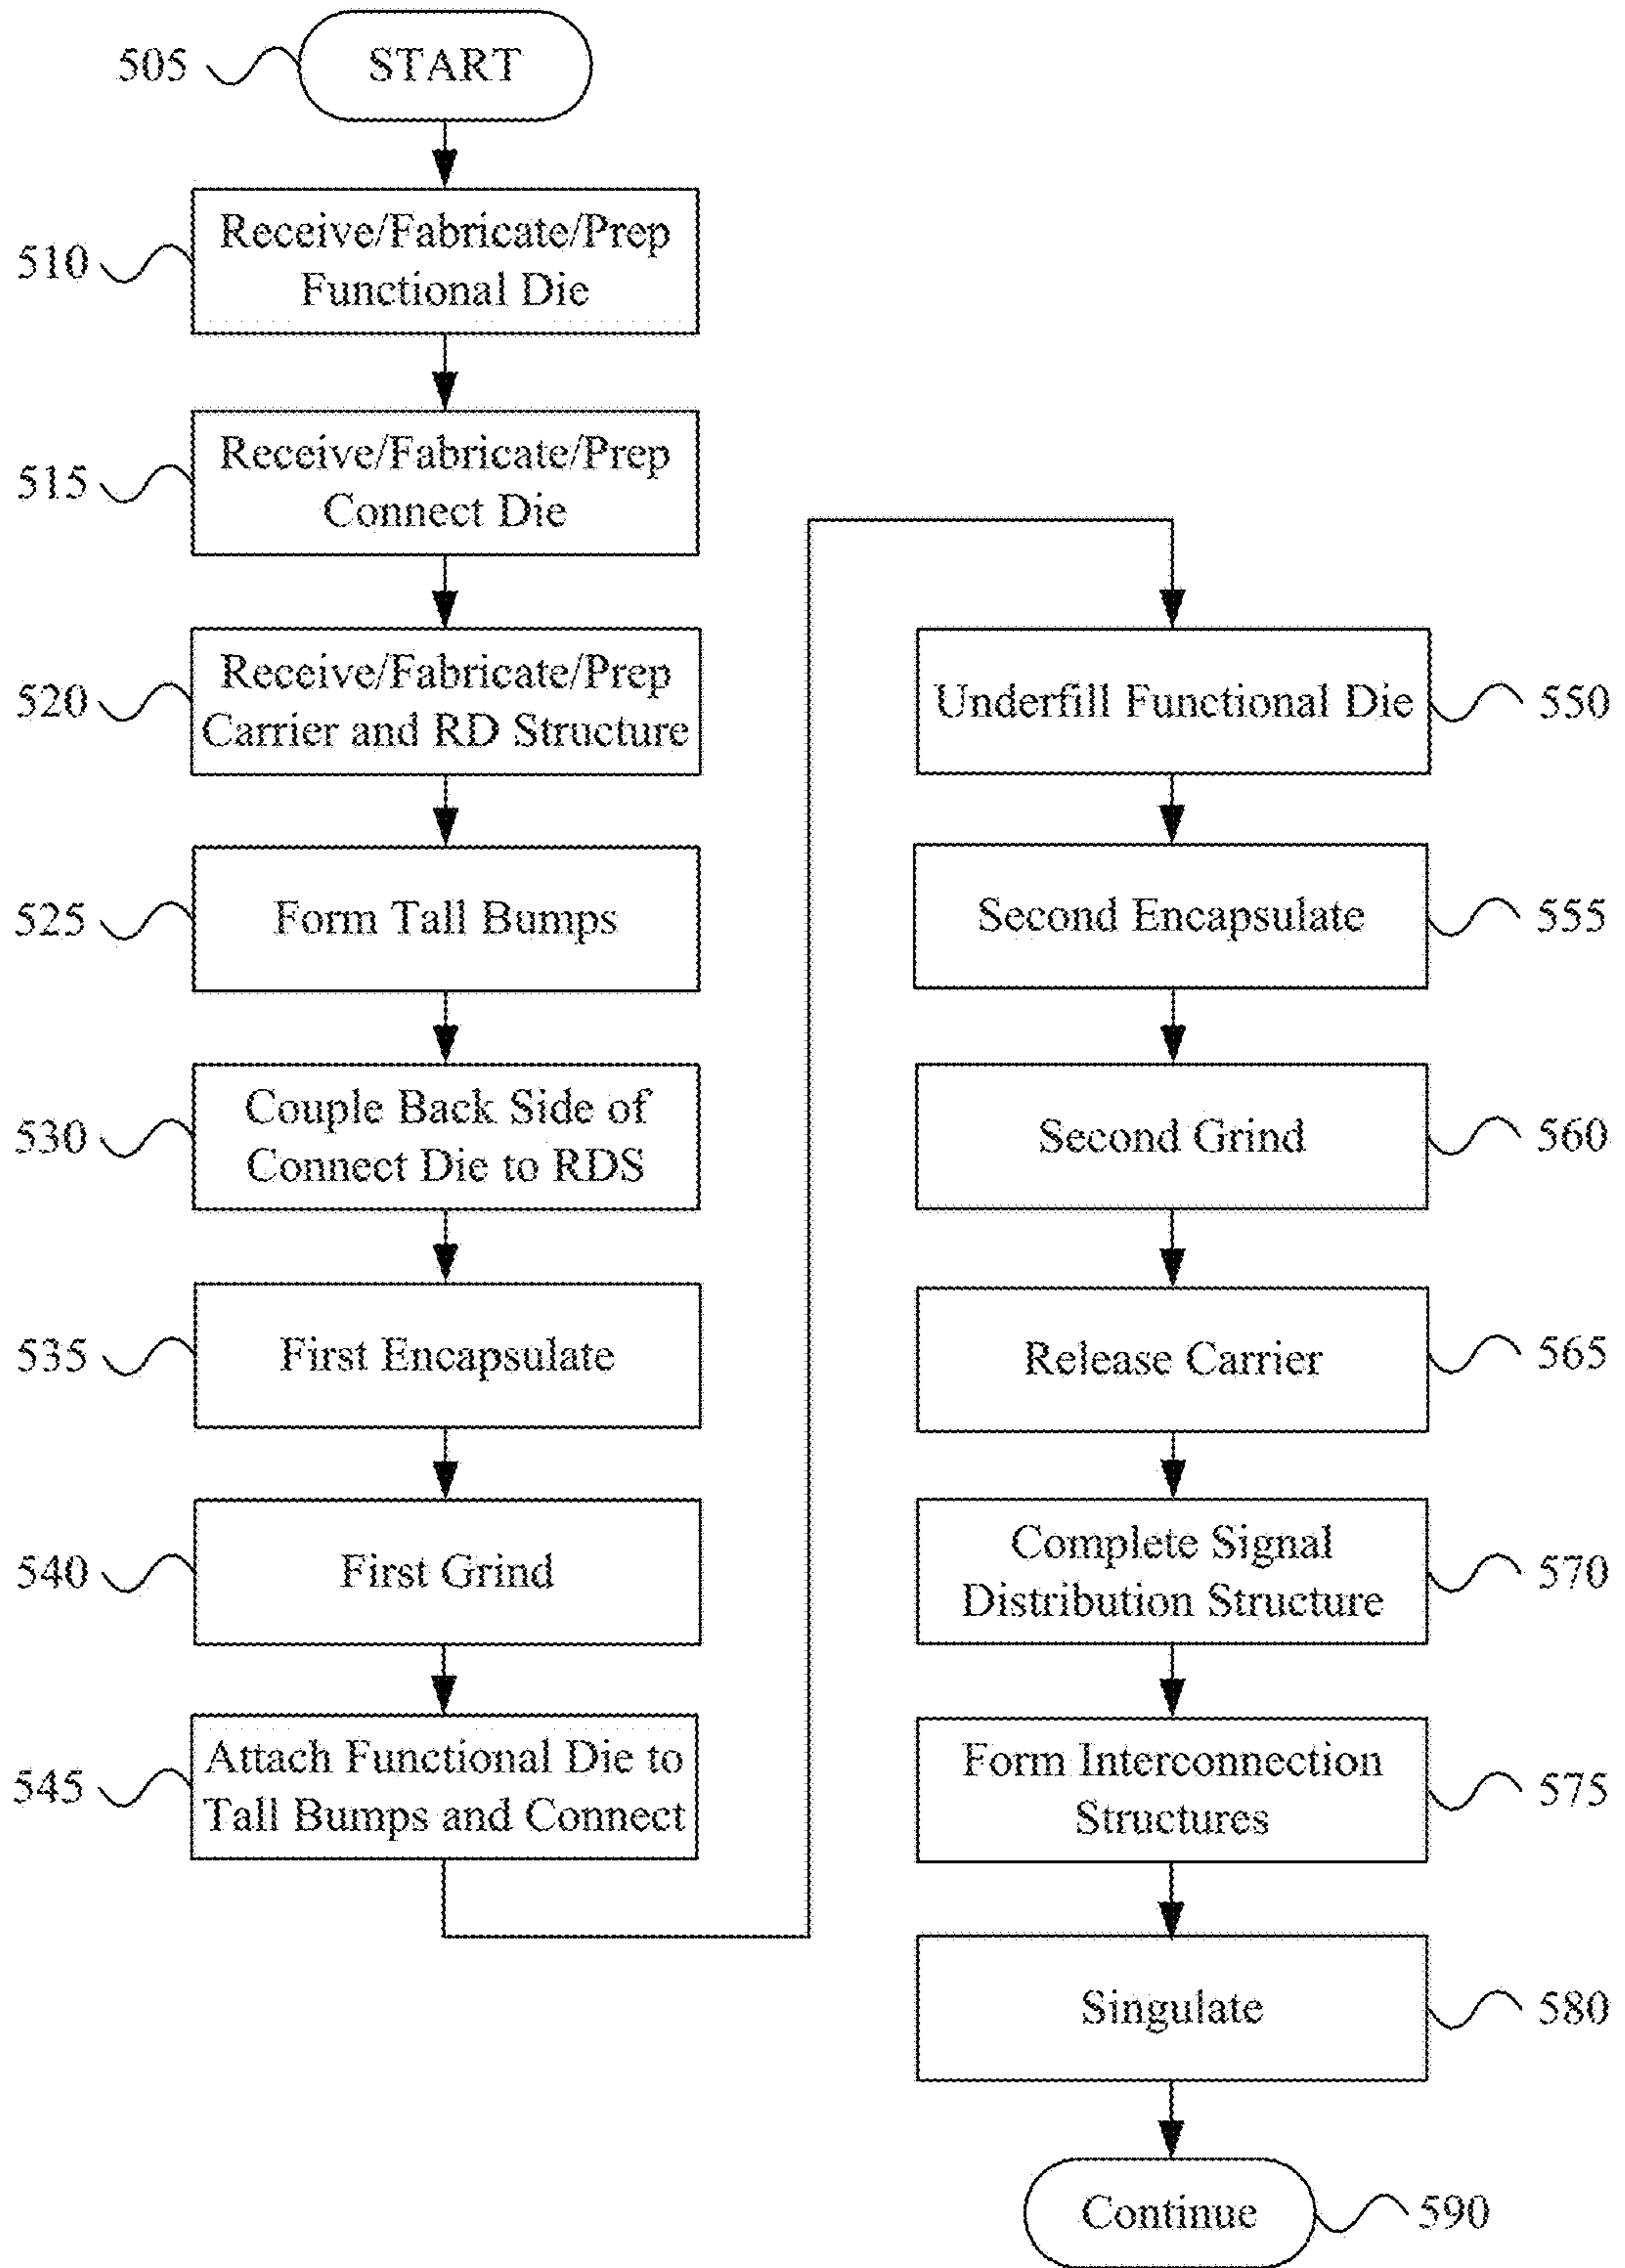 505
START
510
Receive/Fabricate/Prep
Functional Die
515
Receive/Fabricate/Prep
Connect Die
520
Receive/Fabricate/Prep
Carrier and RD Structure
525
Form Tall Bumps
530
Couple Back Side of
Connect Die to RDS
535
First Encapsulate
540
First Grind
545
Attach Functional Die to
Tall Bumps and Connect
Underfill Functional Die
550
Second Encapsulate
555
Second Grind
560
Release Carrier
565
Complete Signal
Distribution Structure
570
Form Interconnection
Structures
575
Singulate
580
Continue
590